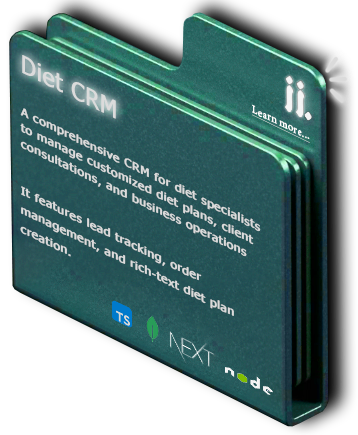 Diet CRM
jj.
Learn more...
A comprehensive CRM for diet specialists
to manage customized diet plans, client
consultations, and business operations
It features lead tracking, order
management, and rich-text diet plan
creation.
TS
NEXT
node